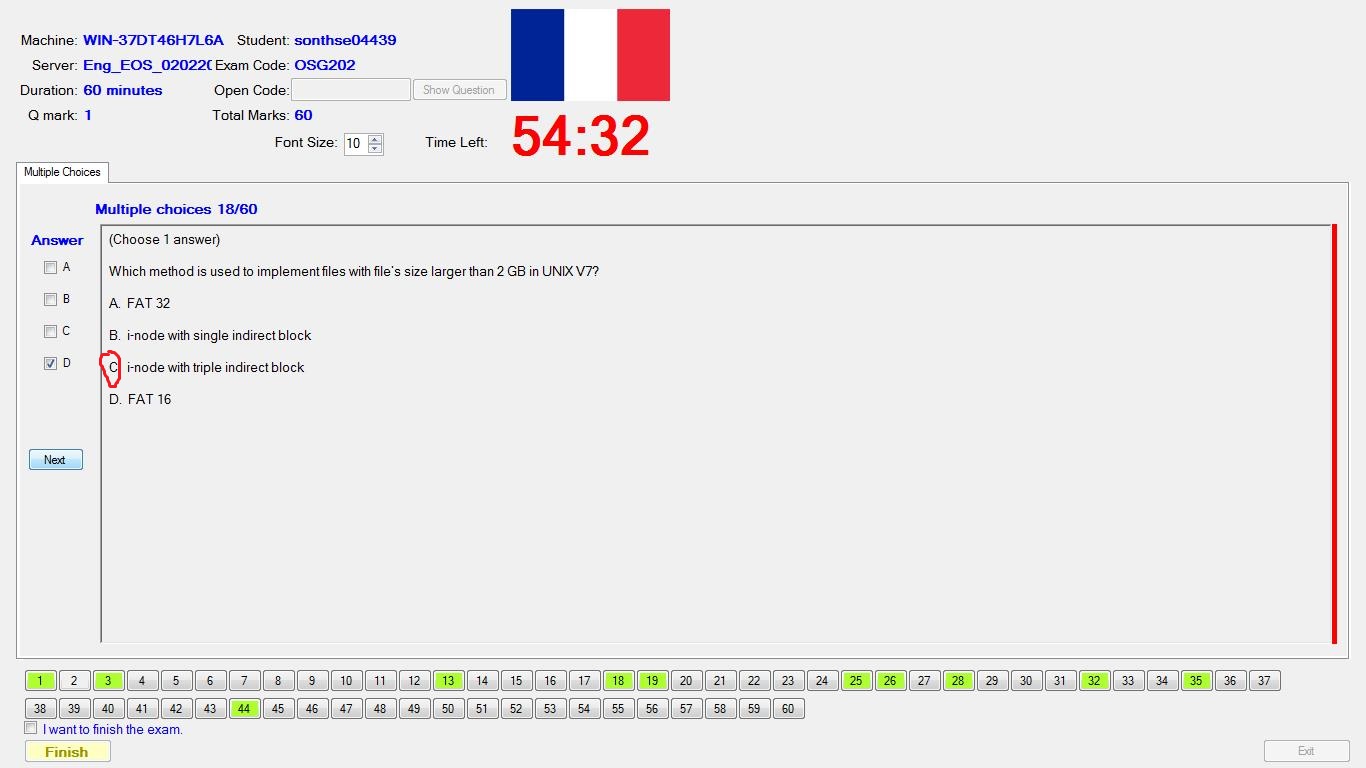 Machine: WIN-37DT46H7L6A Student: sonthse04439
Server: Eng_EOS_020220 Exam Code: OSG202
Duration: 60 minutes Open Code: Show Question
Q mark: 1 Total Marks: 60
Font Size: 10 Time Left: 54:32
Multiple Choices
Multiple choices 18/60
Answer
(Choose 1 answer)
A
Which method is used to implement files with file's size larger than 2 GB in UNIX V7?
B
A. FAT 32
C
B. i-node with single indirect block
D
C. i-node with triple indirect block
D. FAT 16
Next
1 2 3 4 5 6 7 8 9 10 11 12 13 14 15 16 17 18 19 20 21 22 23 24 25 26 27 28 29 30 31 32 33 34 35 36 37
38 39 40 41 42 43 44 45 46 47 48 49 50 51 52 53 54 55 56 57 58 59 60
I want to finish the exam.
Finish Exit